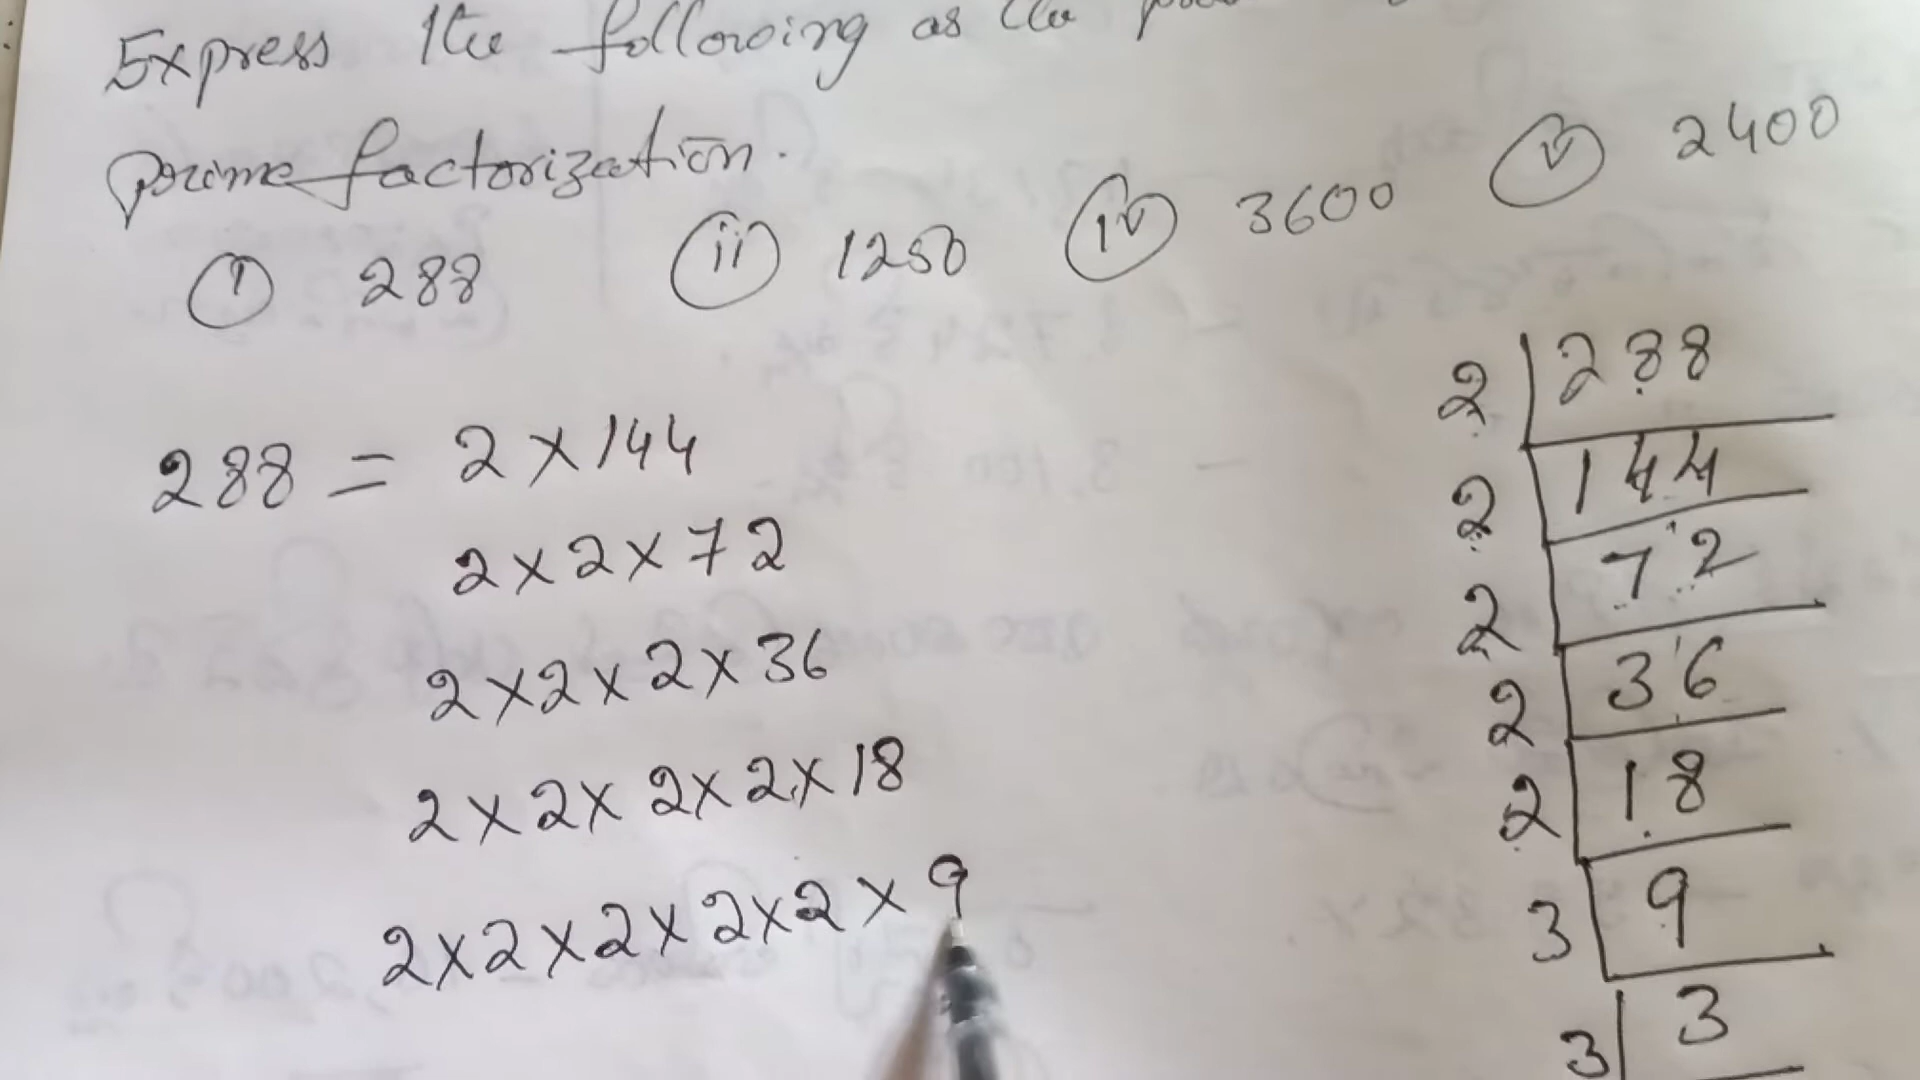 Express the following as the
prime factorization.
(i) 288 (ii) 1250 (iv) 3600 (v) 2400
288 = 2 × 144
2 × 2 × 72
2 × 2 × 2 × 36
2 × 2 × 2 × 2 × 18
2 × 2 × 2 × 2 × 2 × 9
2 | 288
2 | 144
2 | 72
2 | 36
2 | 18
3 | 9
3 | 3